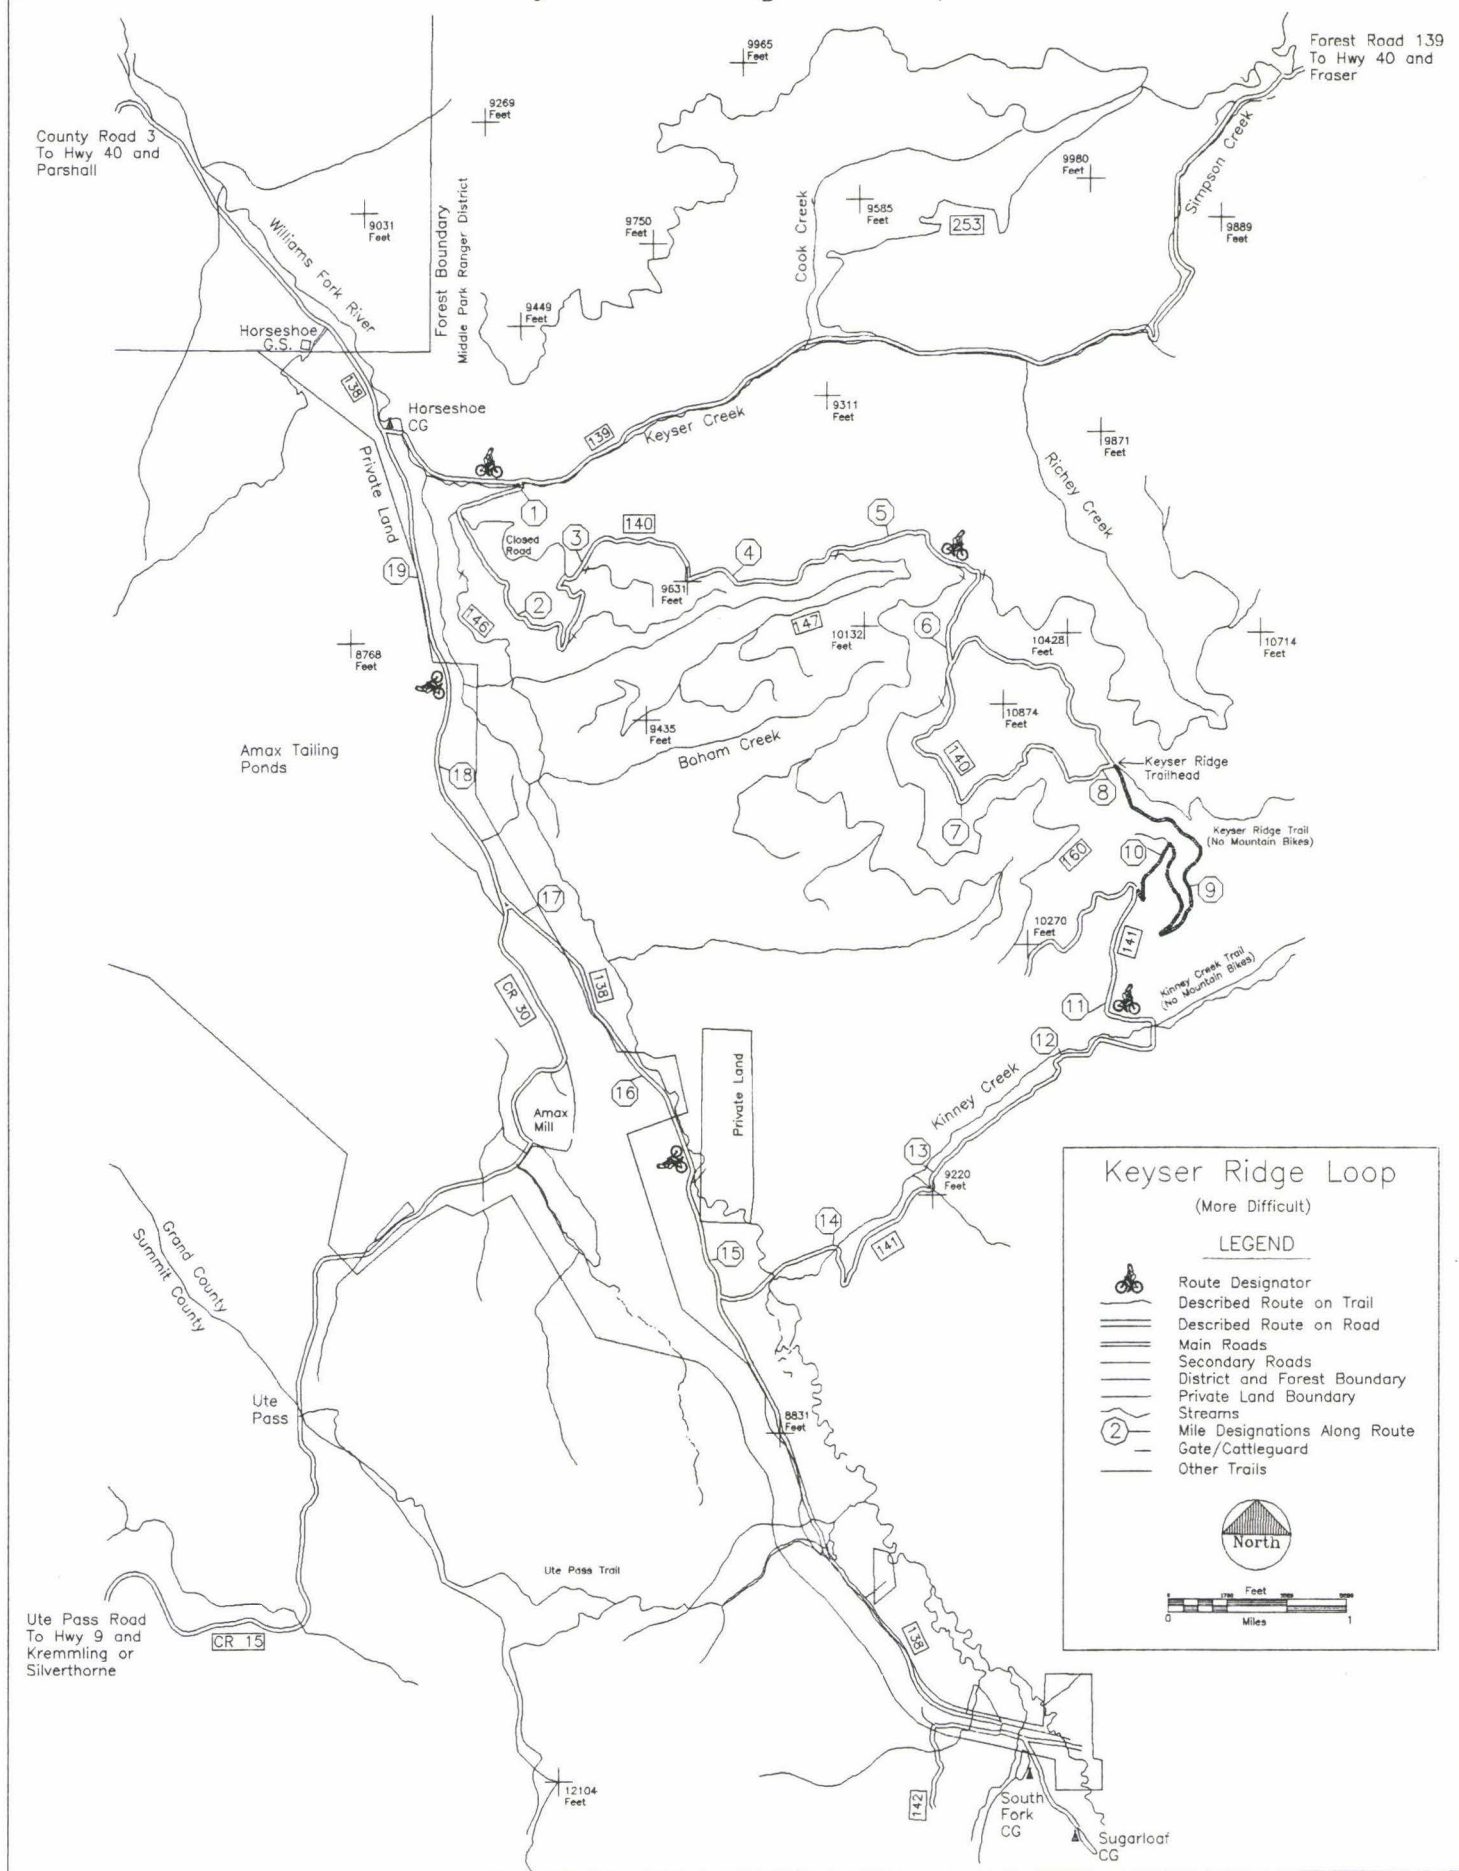 9965
Feet
Forest Road 139
To Hwy 40 and
Fraser
9269
Feet
County Road 3
To Hwy 40 and
Parshall
Simpson Creek
9980
Feet
9585
Feet
253
9889
Feet
Cook Creek
9031
Feet
9750
Feet
Forest Boundary
Middle Park Ranger District
Williams Fork River
9449
Feet
Horseshoe
G.S.
138
Horseshoe
CG
9311
Feet
139
Keyser Creek
9871
Feet
Richey Creek
Private Land
1
Closed
Road
3
140
4
5
19
2
9631
Feet
146
147
10132
Feet
6
10428
Feet
10714
Feet
8768
Feet
10874
Feet
9435
Feet
Baham Creek
Amax Tailing
Ponds
18
140
Keyser Ridge
Trailhead
8
7
Keyser Ridge Trail
(No Mountain Bikes)
160
10
9
17
10270
Feet
141
Kinney Creek Trail
(No Mountain Bikes)
138
CR 30
11
12
16
Private Land
Kinney Creek
Amax
Mill
13
9220
Feet
14
141
15
Grand County
Summit County
Ute
Pass
8831
Feet
Ute Pass Trail
Ute Pass Road
To Hwy 9 and
Kremmling or
Silverthorne
CR 15
138
12104
Feet
142
South
Fork
CG
Sugarloaf
CG
Keyser Ridge Loop
(More Difficult)
LEGEND
Route Designator
Described Route on Trail
Described Route on Road
Main Roads
Secondary Roads
District and Forest Boundary
Private Land Boundary
Streams
2
Mile Designations Along Route
Gate/Cattleguard
Other Trails
North
Feet
0
Miles
1